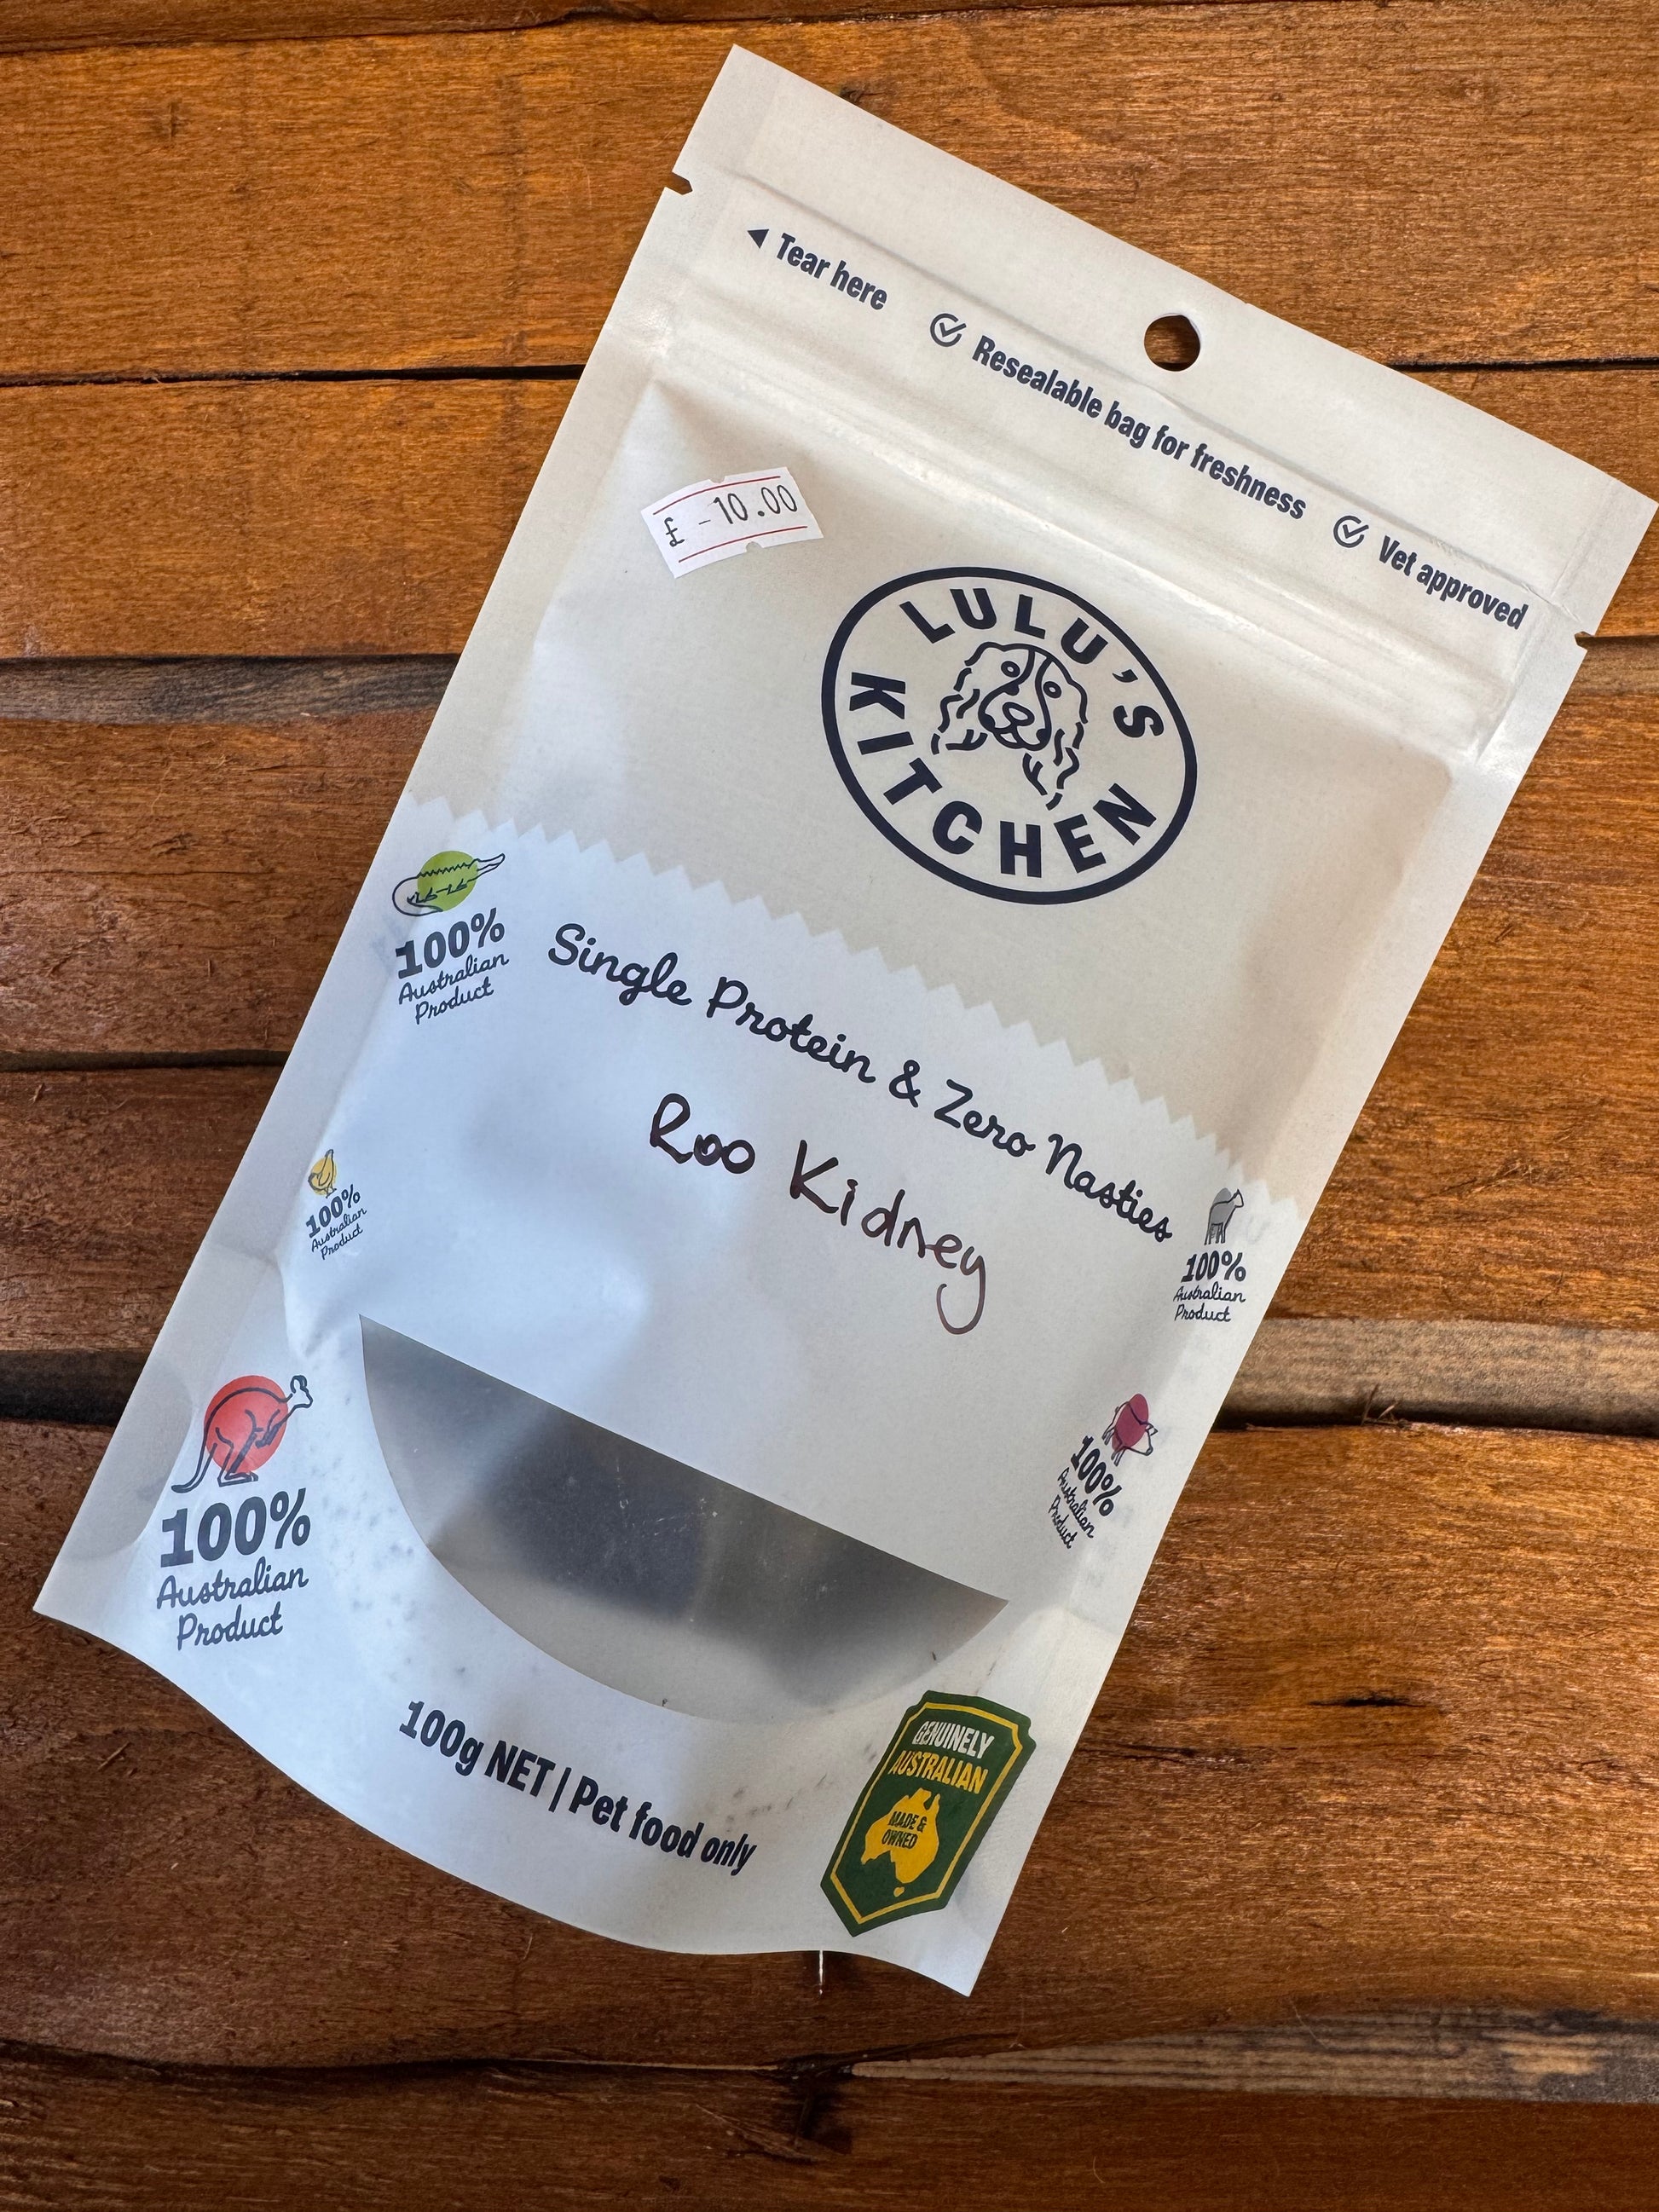 Tear here
Resealable bag for freshness
Vet approved
£ -10.00
LULU'S
KITCHEN
100%
Australian
Product
Single Protein & Zero Nasties
Roo Kidney
100%
Australian
Product
100%
Australian
Product
100%
Australian
Product
100%
Australian
Product
100g NET | Pet food only
GENUINELY
AUSTRALIAN
MADE &
OWNED